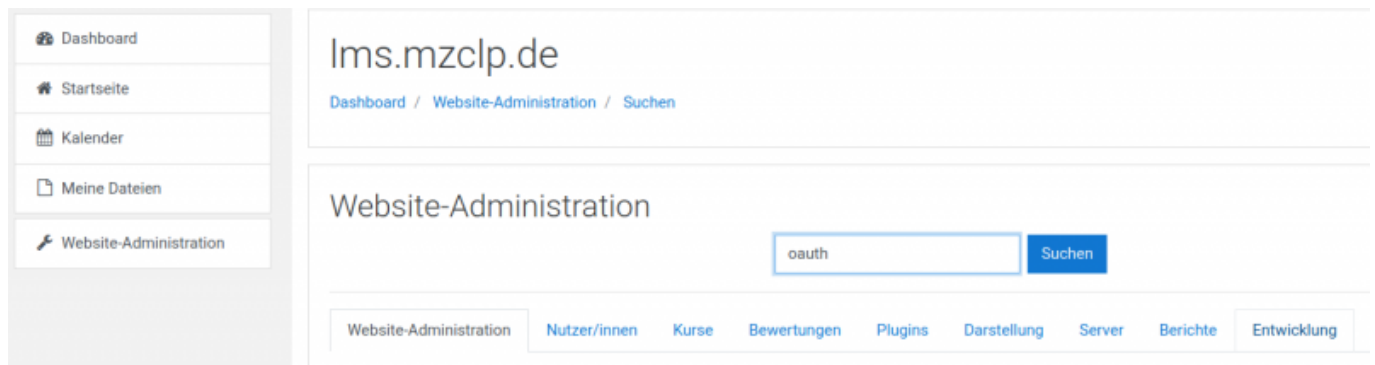 Dashboard
Startseite
Kalender
Meine Dateien
Website-Administration
lms.mzclp.de
Dashboard / Website-Administration / Suchen
Website-Administration
oauth Suchen
Website-Administration Nutzer/innen Kurse Bewertungen Plugins Darstellung Server Berichte Entwicklung